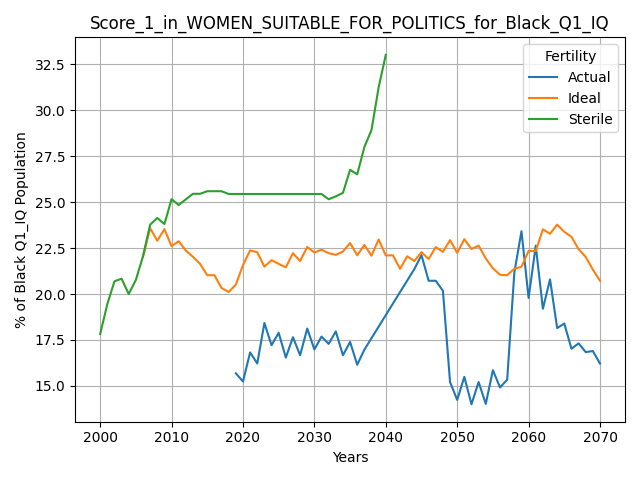 Score_1_in_WOMEN_SUITABLE_FOR_POLITICS_for_Black_Q1_IQ
Fertility
Actual
Ideal
Sterile
% of Black Q1_IQ Population
32.5
30.0
27.5
25.0
22.5
20.0
17.5
15.0
2000 2010 2020 2030 2040 2050 2060 2070
Years